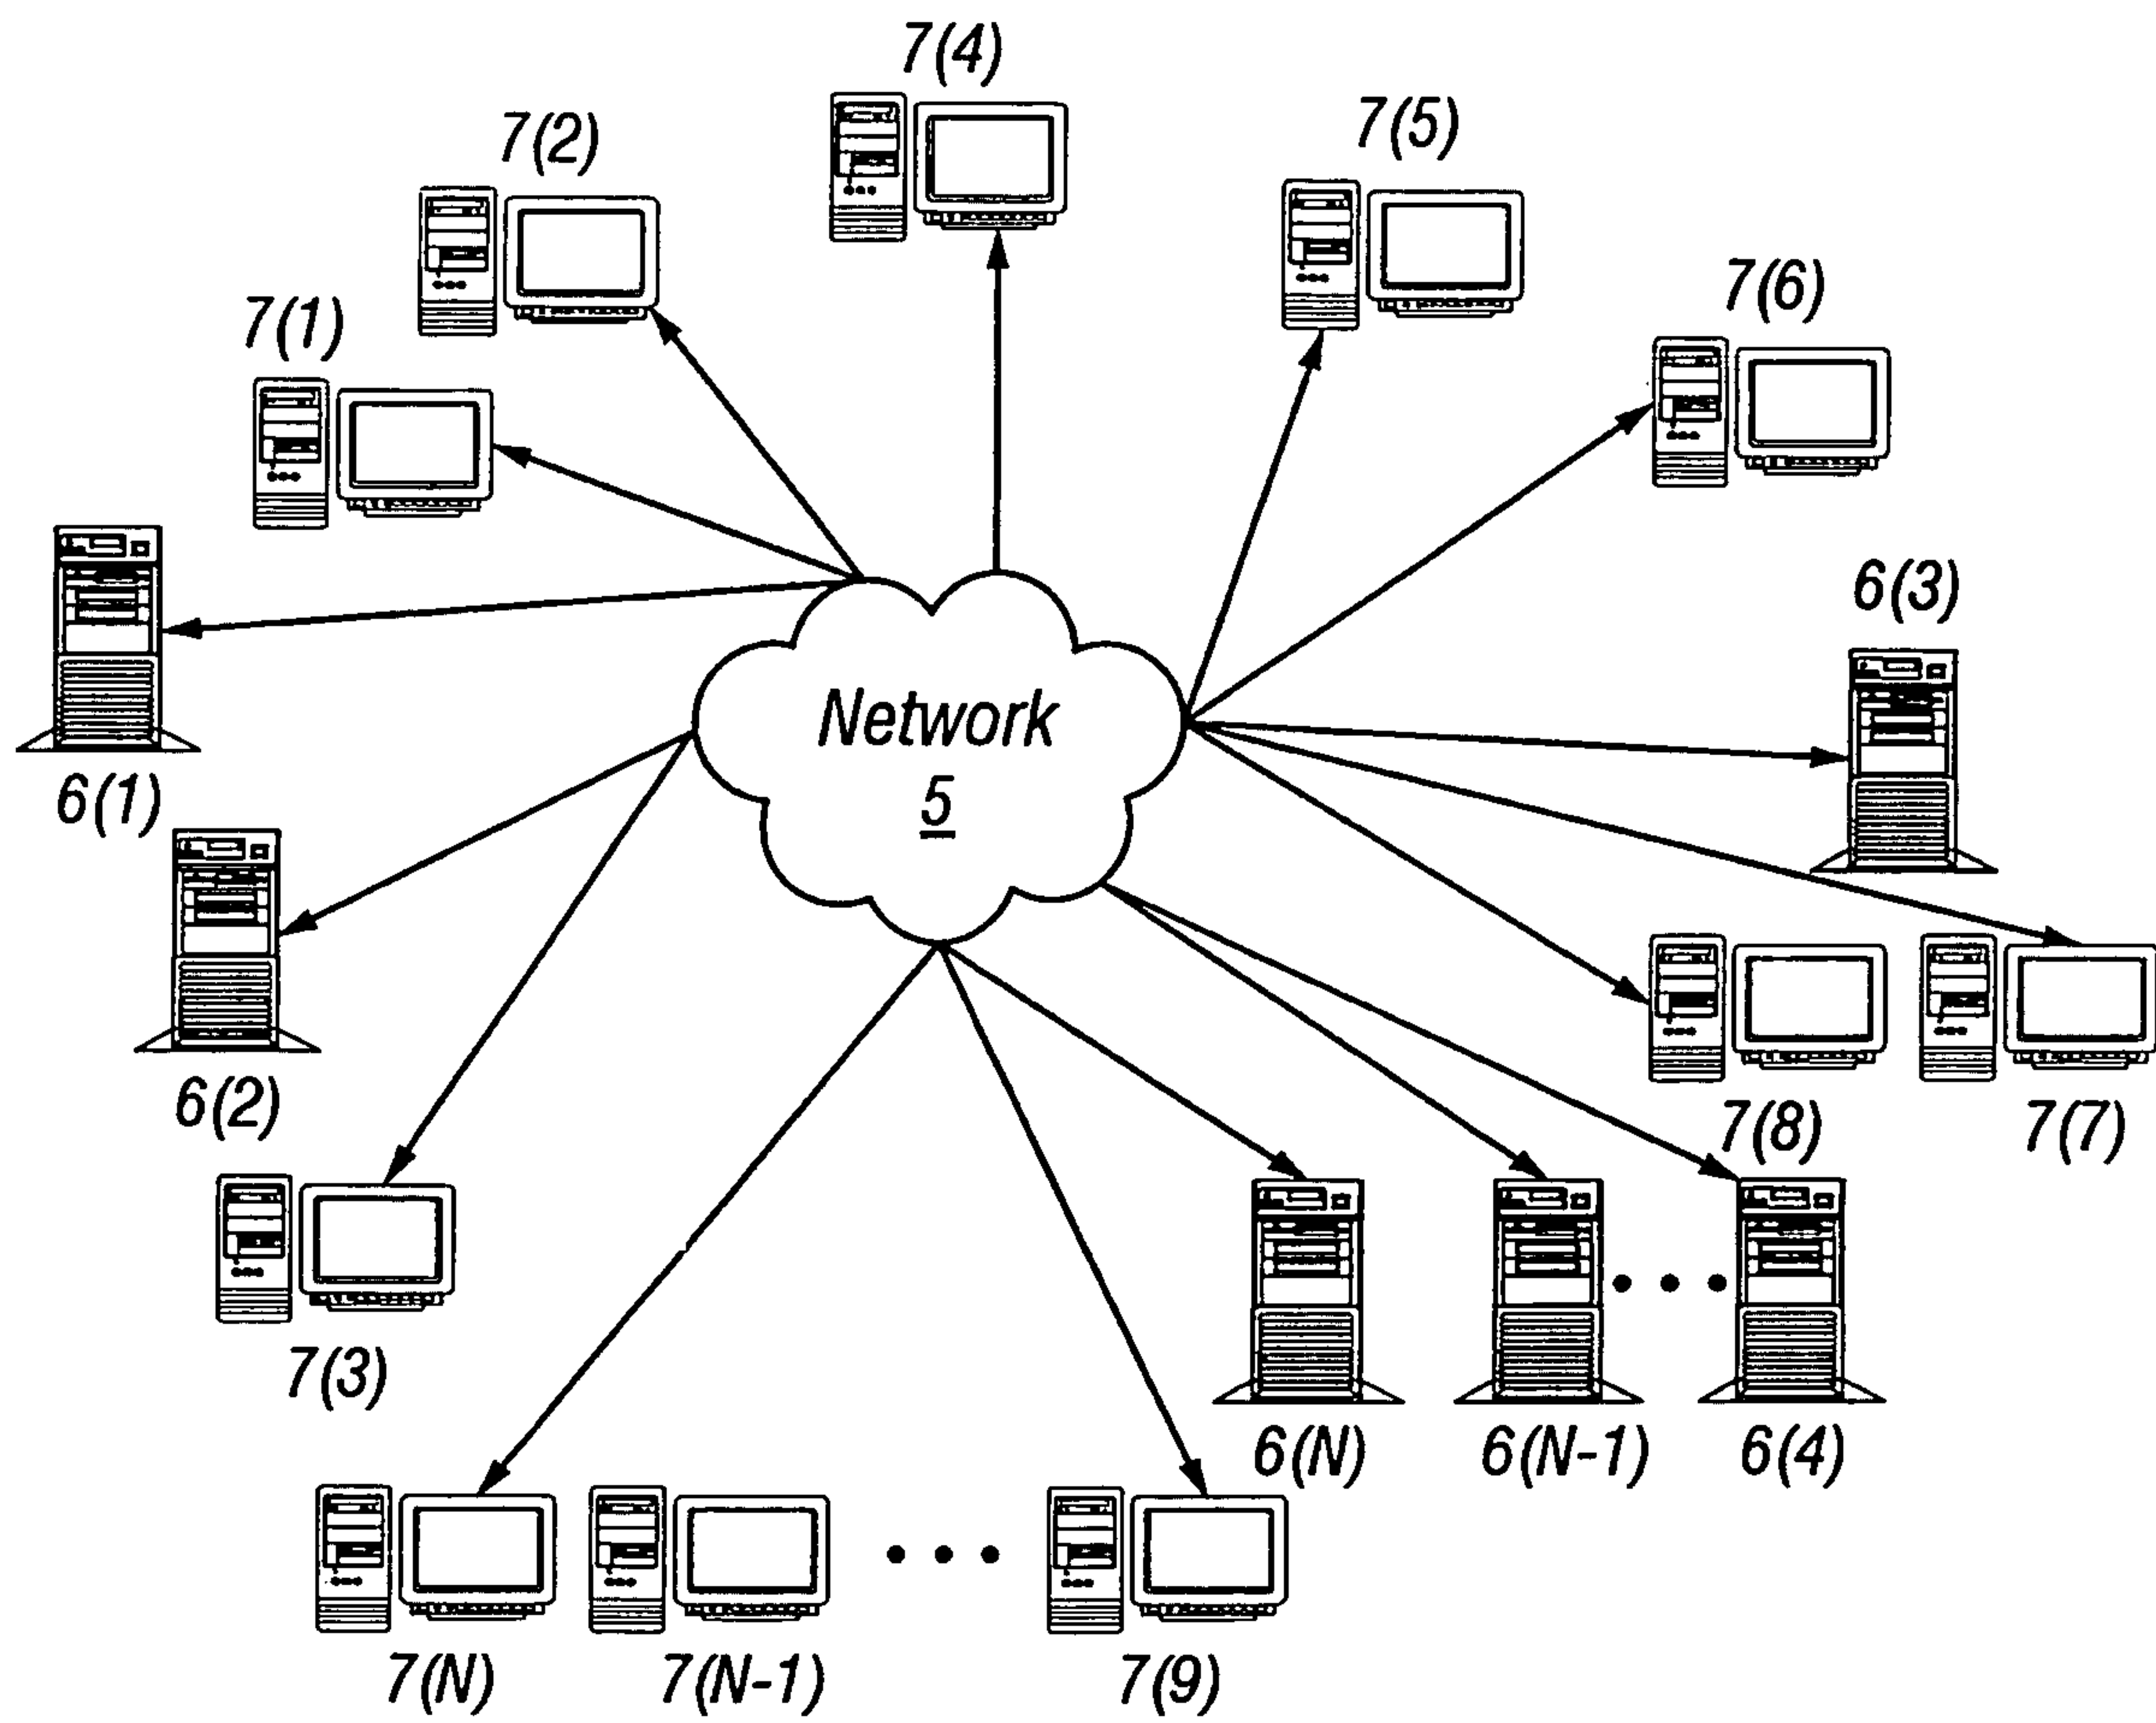 7(4)
7(2)
7(5)
7(6)
7(1)
6(3)
Network
5
6(1)
6(2)
7(8)
7(7)
7(3)
6(N)
6(N-1)
6(4)
7(N)
7(N-1)
7(9)